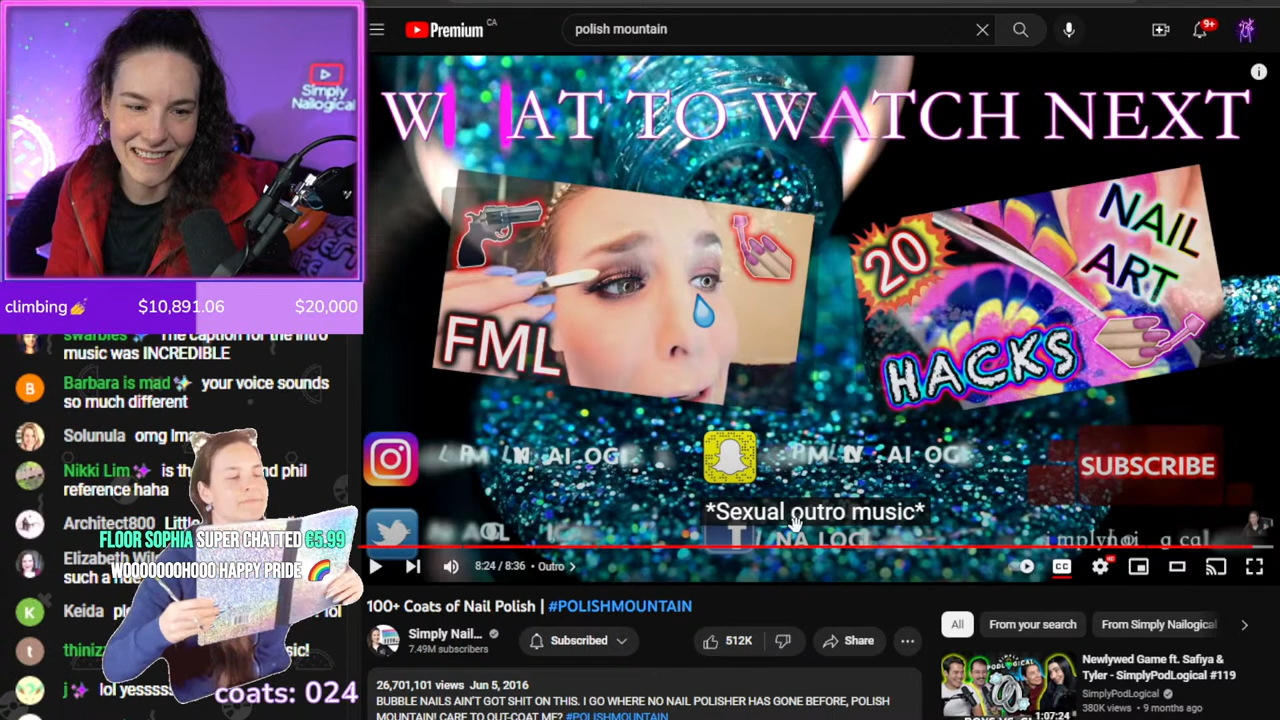 Simply
Nailogical
climbing💅 $10,891.06 $20,000
swarbles The caption for the intro
music was INCREDIBLE
Barbara is mad your voice sounds
so much different
Solunula omg
Nikki Lim is
phil
reference haha
Architect800
FLOOR SOPHIA SUPER CHATTED €5.99
WOOOOOOOHOOO HAPPY PRIDE 🌈
Elizabeth
such a
Keida
lol
j lol yessss
coats: 024
Premium CA
polish mountain
9+
WHAT TO WATCH NEXT
FML
20
NAIL
ART
HACKS
SUBSCRIBE
*Sexual outro music*
8:24 / 8:36 • Outro
CC
HD
100+ Coats of Nail Polish | #POLISHMOUNTAIN
Simply Nail...
7.49M subscribers
Subscribed
512K
Share
26,701,101 views Jun 5, 2016
BUBBLE NAILS AIN'T GOT SHIT ON THIS. I GO WHERE NO NAIL POLISHER HAS GONE BEFORE, POLISH
MOUNTAIN! CARE TO OUT-COAT ME? #POLISHMOUNTAIN
All
From your search
From Simply Nailogical
Newlywed Game ft. Safiya &
Tyler - SimplyPodLogical #119
SimplyPodLogical
380K views • 9 months ago
1:07:24